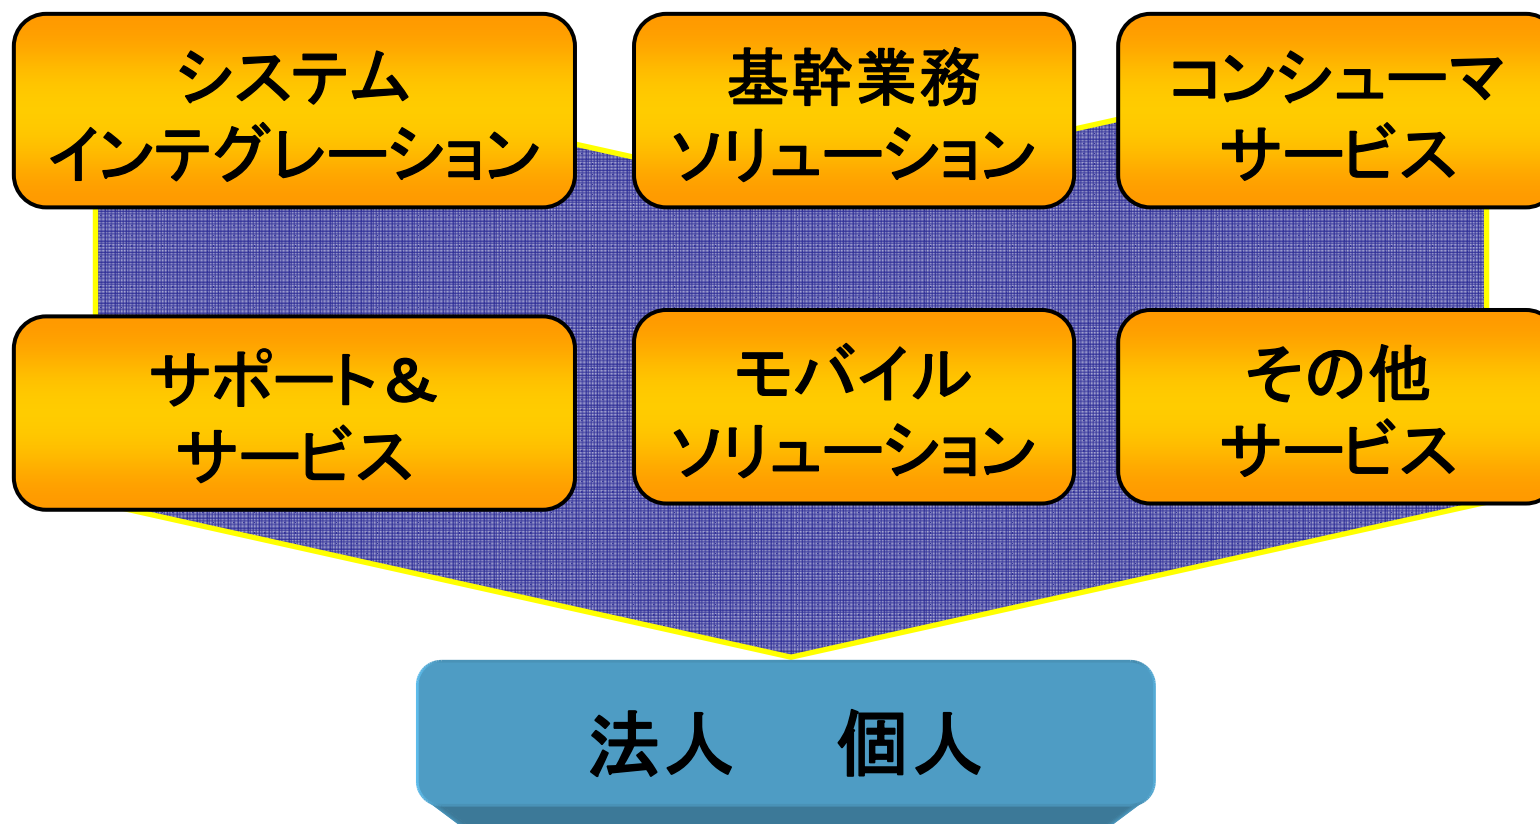 システム
インテグレーション
基幹業務
ソリューション
コンシューマ
サービス
サポート＆
サービス
モバイル
ソリューション
その他
サービス
法人　個人